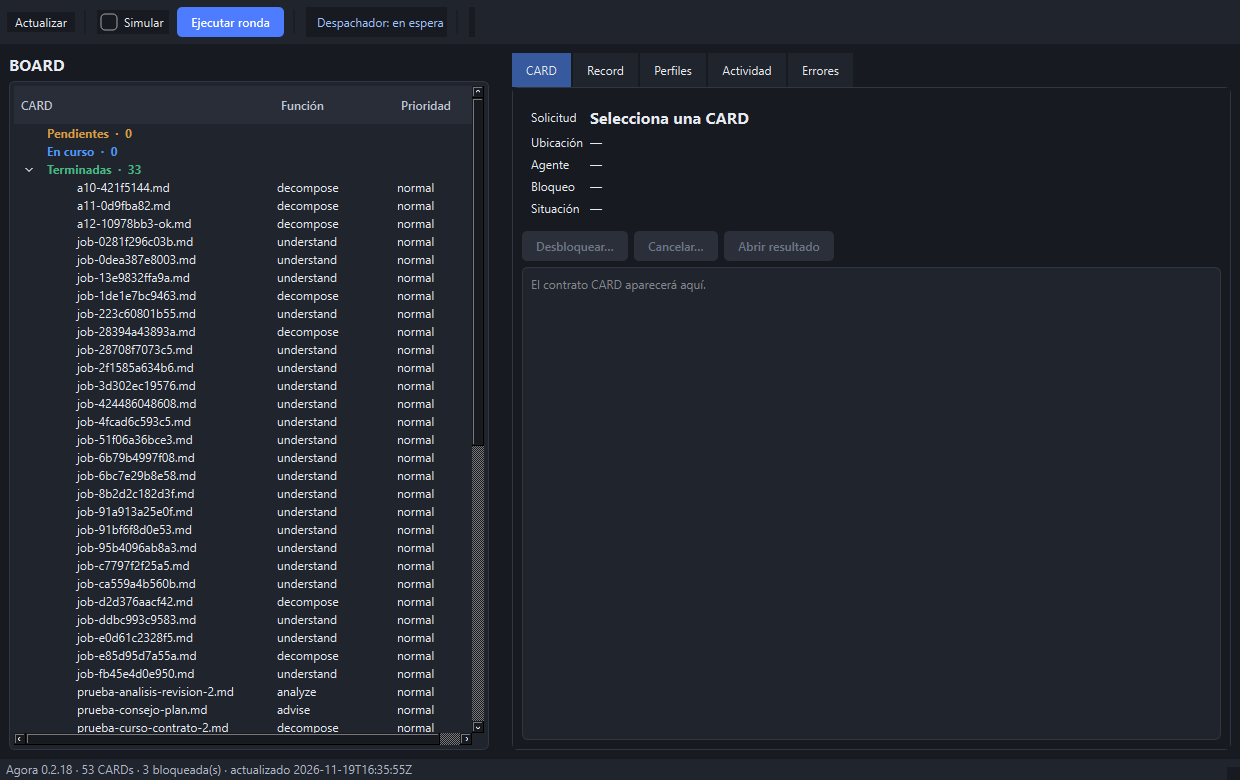 Actualizar Simular Ejecutar ronda Despachador: en espera
BOARD
CARD Función Prioridad
Pendientes · 0
En curso · 0
Terminadas · 33
a10-421f5144.md decompose normal
a11-0d9fba82.md decompose normal
a12-10978bb3-ok.md decompose normal
job-0281f296c03b.md understand normal
job-0dea387e8003.md understand normal
job-13e9832ffa9a.md understand normal
job-1de1e7bc9463.md decompose normal
job-223c60801b55.md understand normal
job-28394a43893a.md decompose normal
job-28708f7073c5.md understand normal
job-2f1585a634b6.md understand normal
job-3d302ec19576.md understand normal
job-424486048608.md understand normal
job-4fcad6c593c5.md understand normal
job-51f06a36bce3.md understand normal
job-6b79b4997f08.md understand normal
job-6bc7e29b8e58.md understand normal
job-8b2d2c182d3f.md understand normal
job-91a913a25e0f.md understand normal
job-91bf6f8d0e53.md understand normal
job-95b4096ab8a3.md understand normal
job-c7797f2f25a5.md understand normal
job-ca559a4b560b.md understand normal
job-d2d376aacf42.md decompose normal
job-ddbc993c9583.md understand normal
job-e0d61c2328f5.md understand normal
job-e85d95d7a55a.md decompose normal
job-fb45e4d0e950.md understand normal
prueba-analisis-revision-2.md analyze normal
prueba-consejo-plan.md advise normal
prueba-curso-contrato-2.md decompose normal
CARD Record Perfiles Actividad Errores
Solicitud Selecciona una CARD
Ubicación —
Agente —
Bloqueo —
Situación —
Desbloquear... Cancelar... Abrir resultado
El contrato CARD aparecerá aquí.
Agora 0.2.18 · 53 CARDs · 3 bloqueada(s) · actualizado 2026-11-19T16:35:55Z